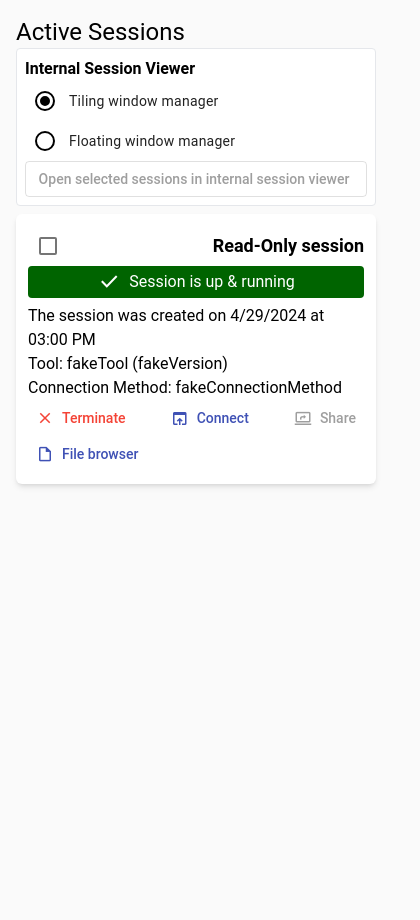 Active Sessions
Internal Session Viewer
Tiling window manager
Floating window manager
Open selected sessions in internal session viewer
Read-Only session
Session is up & running
The session was created on 4/29/2024 at
03:00 PM
Tool: fakeTool (fakeVersion)
Connection Method: fakeConnectionMethod
Terminate Connect Share
File browser